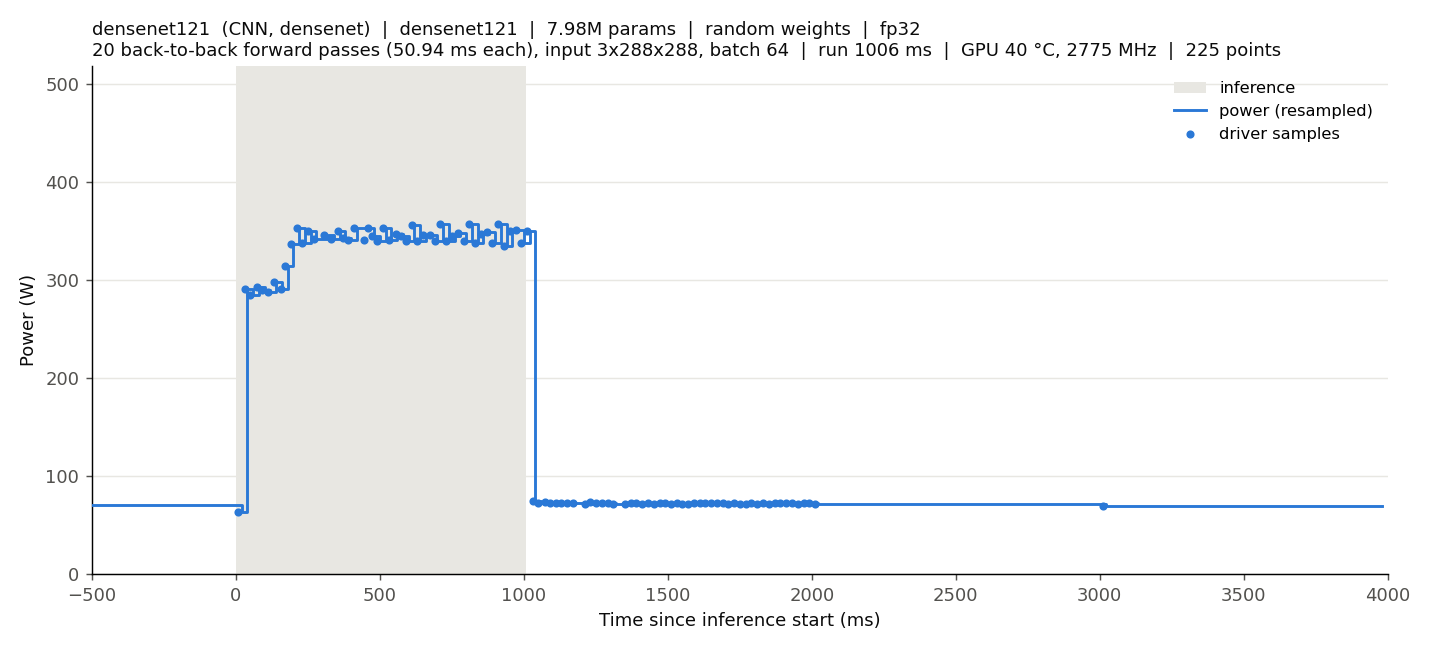 densenet121  (CNN, densenet)  |  densenet121  |  7.98M params  |  random weights  |  fp32
20 back-to-back forward passes (50.94 ms each), input 3x288x288, batch 64  |  run 1006 ms  |  GPU 40 °C, 2775 MHz  |  225 points
inference
power (resampled)
driver samples
Power (W)
500
400
300
200
100
0
−500
0
500
1000
1500
2000
2500
3000
3500
4000
Time since inference start (ms)